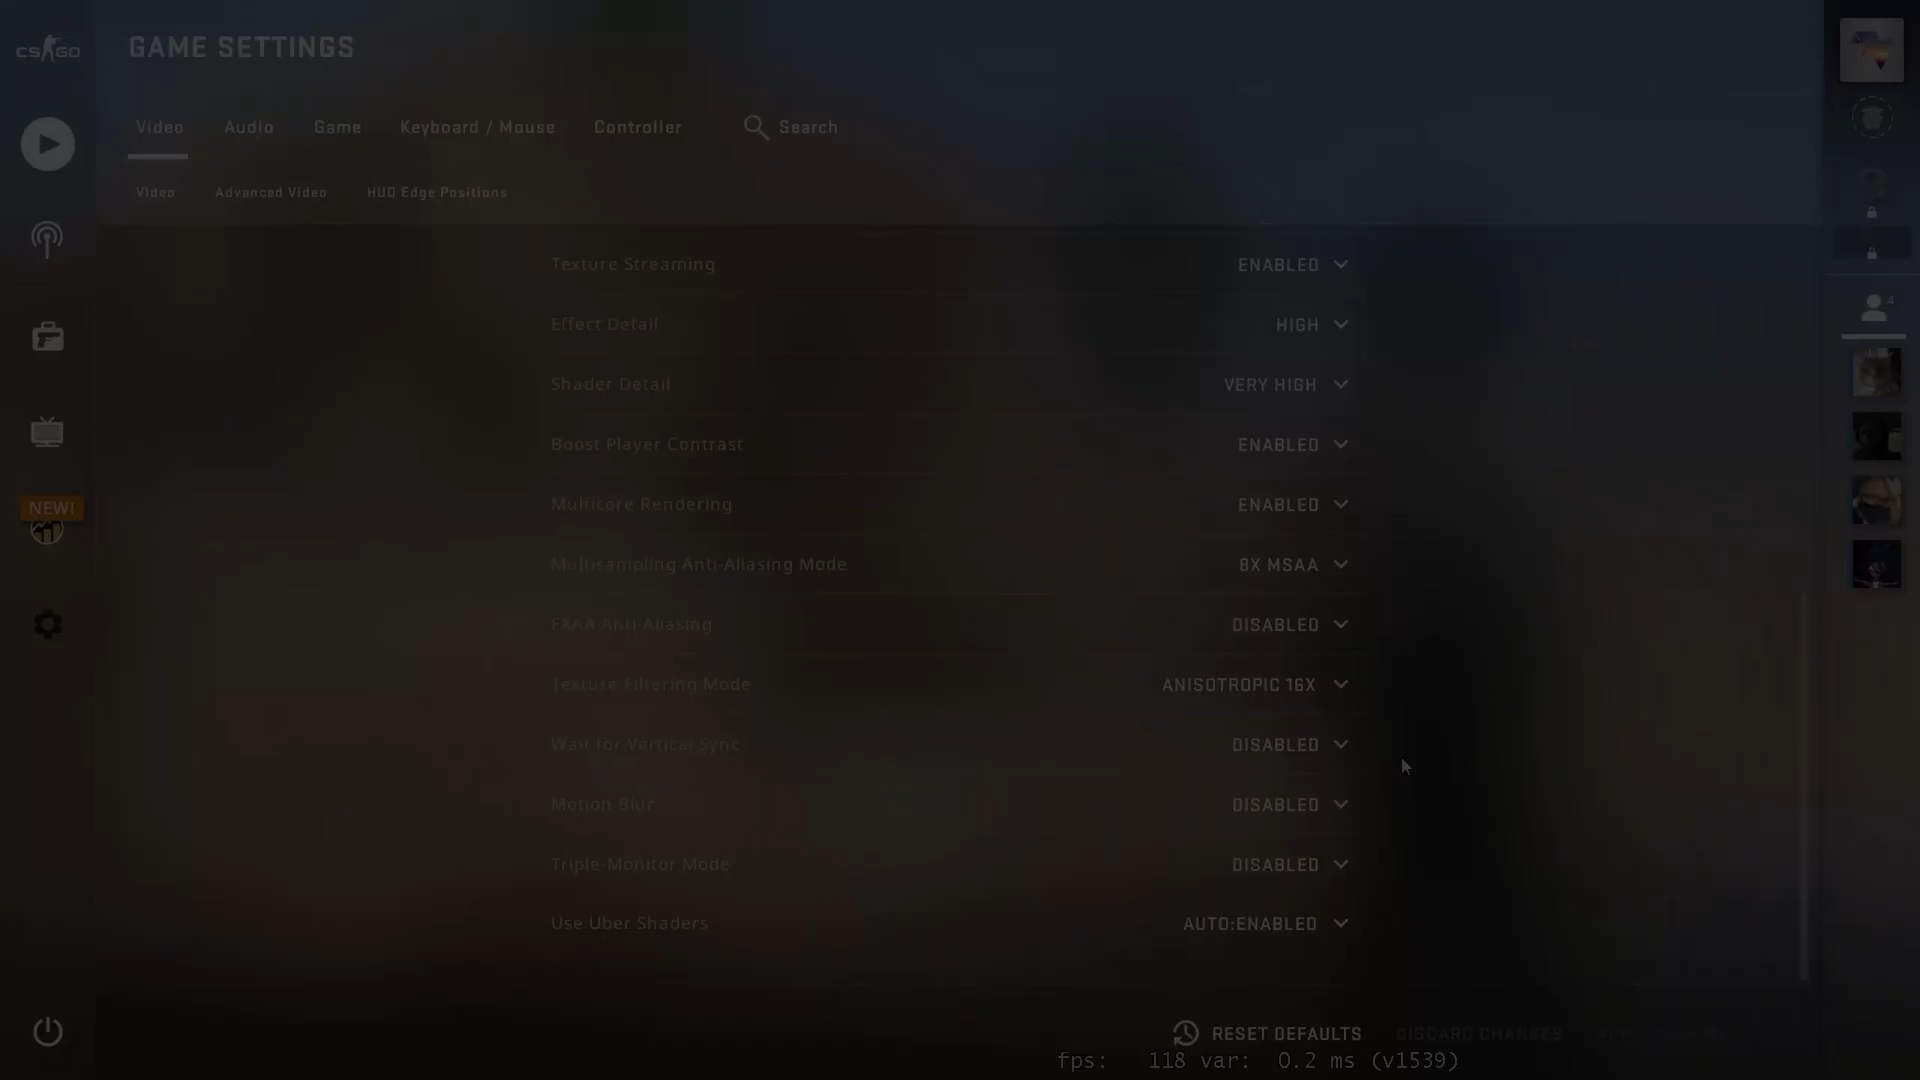 CS GO
GAME SETTINGS
Video Audio Game Keyboard / Mouse Controller Search
Video Advanced Video HUD Edge Positions
Texture Streaming ENABLED
Effect Detail HIGH
Shader Detail VERY HIGH
Boost Player Contrast ENABLED
Multicore Rendering ENABLED
Multisampling Anti-Aliasing Mode 8X MSAA
FXAA Anti-Aliasing DISABLED
Texture Filtering Mode ANISOTROPIC 16X
Wait for Vertical Sync DISABLED
Motion Blur DISABLED
Triple-Monitor Mode DISABLED
Use Uber Shaders AUTO:ENABLED
NEW!
4
RESET DEFAULTS DISCARD CHANGES
fps: 118 var: 0.2 ms (v1539)